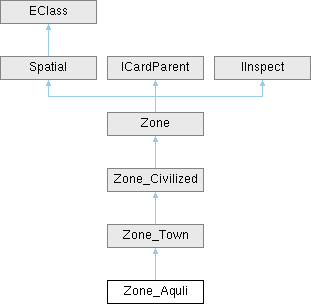 EClass
Spatial
ICardParent
IInspect
Zone
Zone_Civilized
Zone_Town
Zone_Aquli